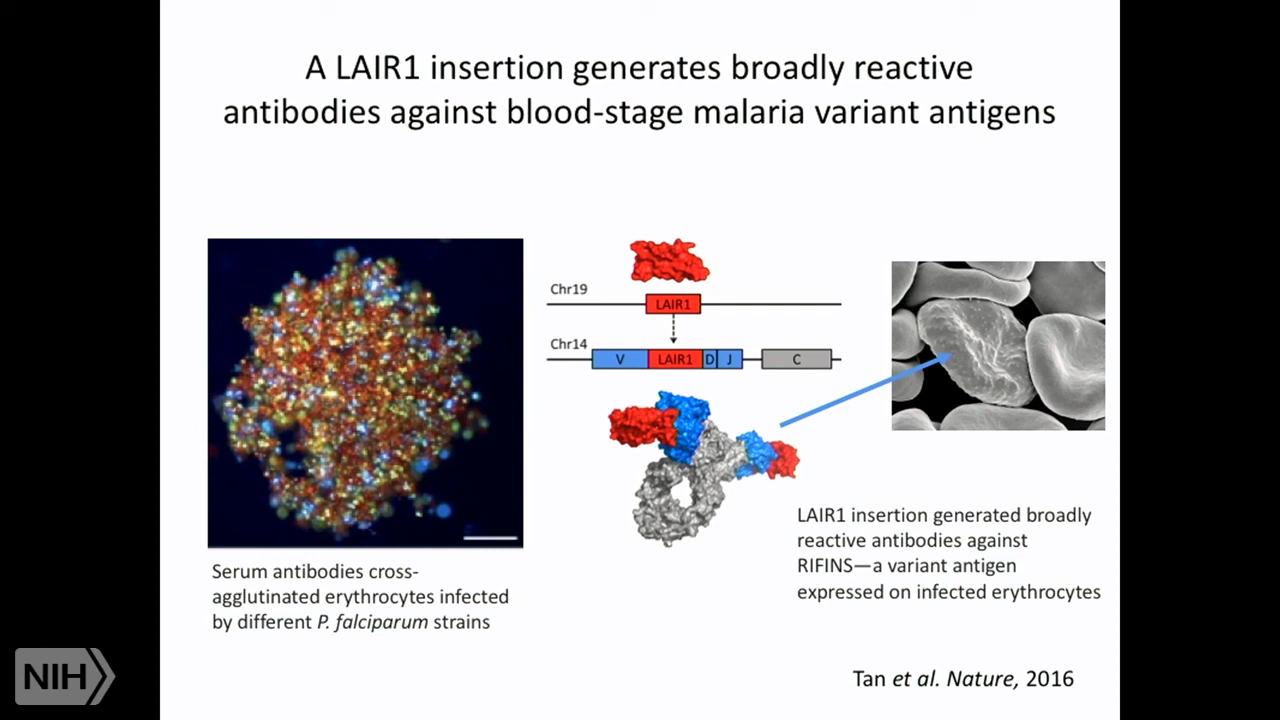 A LAIR1 insertion generates broadly reactive
antibodies against blood-stage malaria variant antigens
Chr19
LAIR1
Chr14
V
LAIR1
D
J
C
Serum antibodies cross-
agglutinated erythrocytes infected
by different P. falciparum strains
LAIR1 insertion generated broadly
reactive antibodies against
RIFINS—a variant antigen
expressed on infected erythrocytes
NIH
Tan et al. Nature, 2016